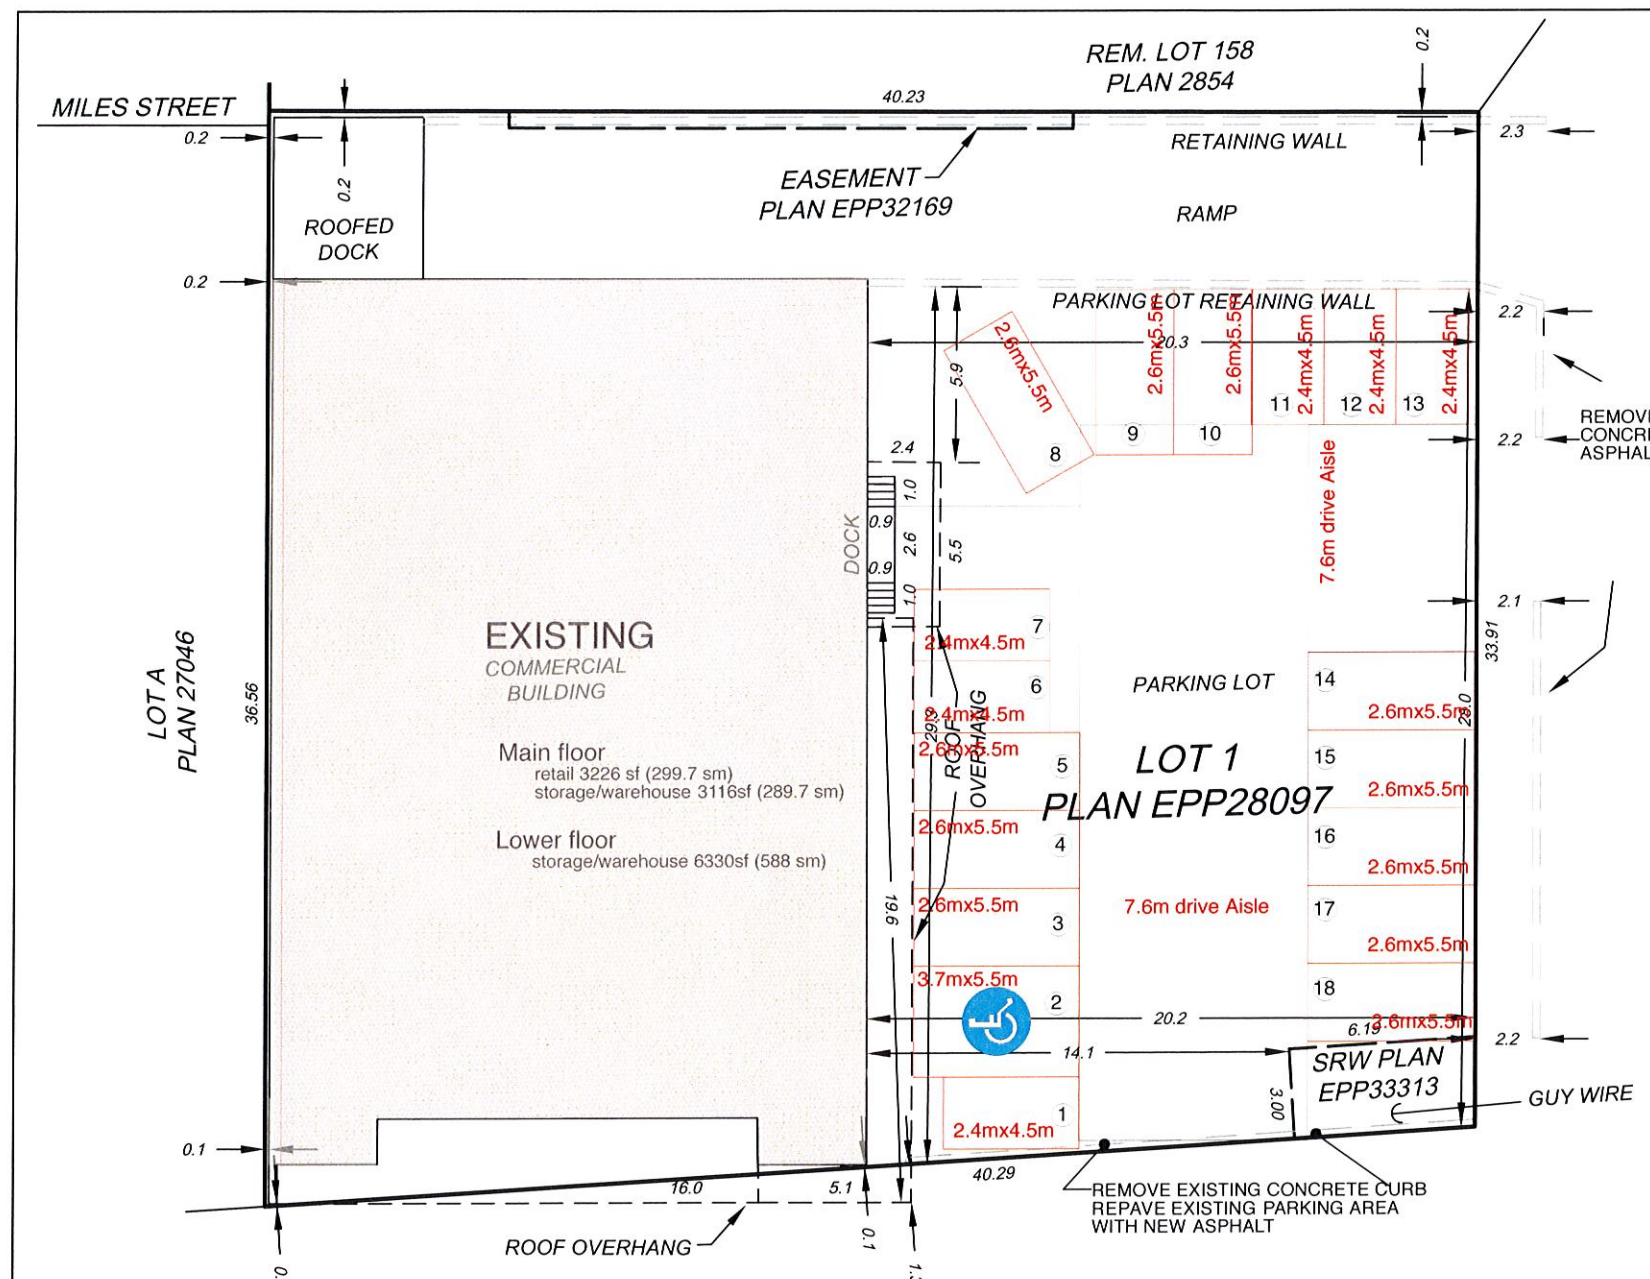 REM. LOT 158
PLAN 2854
0.2
MILES STREET
40.23
0.2
0.2
RETAINING WALL
2.3
EASEMENT
PLAN EPP32169
RAMP
ROOFED
DOCK
0.2
PARKING LOT RETAINING WALL
2.2
20.3
5.9
2.6mx5.5m
8
2.6mx5.5m
9
2.6mx5.5m
10
11
2.4mx4.5m
12
2.4mx4.5m
13
2.4mx4.5m
REMOVE
CONCRE
ASPHAL
2.2
2.4
1.0
0.9
2.6
0.9
1.0
5.5
DOCK
7.6m drive Aisle
2.1
33.91
29.0
LOT A
PLAN 27046
36.56
EXISTING
COMMERCIAL
BUILDING
Main floor
retail 3226 sf (299.7 sm)
storage/warehouse 3116sf (289.7 sm)
Lower floor
storage/warehouse 6330sf (588 sm)
7
2.4mx4.5m
6
2.4mx4.5m
29.3
ROOF
OVERHANG
2.6mx5.5m
5
2.6mx5.5m
4
2.6mx5.5m
3
3.7mx5.5m
2
19.6
PARKING LOT
LOT 1
PLAN EPP28097
7.6m drive Aisle
14
2.6mx5.5m
15
2.6mx5.5m
16
2.6mx5.5m
17
2.6mx5.5m
18
2.6mx5.5m
20.2
6.19
2.2
14.1
SRW PLAN
EPP33313
3.00
GUY WIRE
1
2.4mx4.5m
0.1
40.29
16.0
5.1
REMOVE EXISTING CONCRETE CURB
REPAVE EXISTING PARKING AREA
WITH NEW ASPHALT
ROOF OVERHANG
0.1